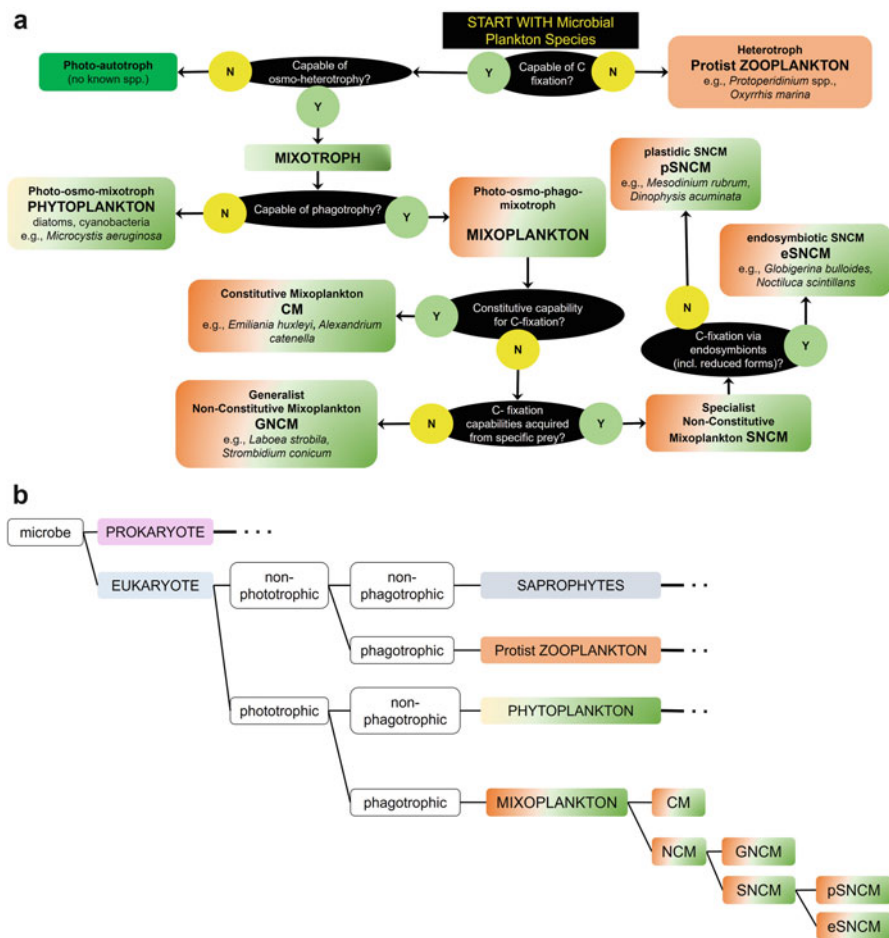 a
START WITH Microbial
Plankton Species
Photo-autotroph
(no known spp.)
N
Capable of
osmo-heterotrophy?
Y
Y
Capable of C
fixation?
N
Heterotroph
Protist ZOOPLANKTON
e.g., Protoperidinium spp.,
Oxyrrhis marina
MIXOTROPH
Photo-osmo-mixotroph
PHYTOPLANKTON
diatoms, cyanobacteria
e.g., Microcystis aeruginosa
N
Capable of phagotrophy?
Y
Photo-osmo-phago-
mixotroph
MIXOPLANKTON
plastidic SNCM
pSNCM
e.g., Mesodinium rubrum,
Dinophysis acuminata
endosymbiotic SNCM
eSNCM
e.g., Globigerina bulloides,
Noctiluca scintillans
Constitutive Mixoplankton
CM
e.g., Emiliania huxleyi, Alexandrium
catenella
Y
Constitutive capability
for C-fixation?
N
N
C-fixation via
endosymbionts
(incl. reduced forms)?
Y
Generalist
Non-Constitutive Mixoplankton
GNCM
e.g., Laboea strobila,
Strombidium conicum
N
C- fixation
capabilities acquired
from specific prey?
Y
Specialist
Non-Constitutive
Mixoplankton SNCM
b
microbe
PROKARYOTE
EUKARYOTE
non-
phototrophic
non-
phagotrophic
SAPROPHYTES
phagotrophic
Protist ZOOPLANKTON
phototrophic
non-
phagotrophic
PHYTOPLANKTON
phagotrophic
MIXOPLANKTON
CM
NCM
GNCM
SNCM
pSNCM
eSNCM